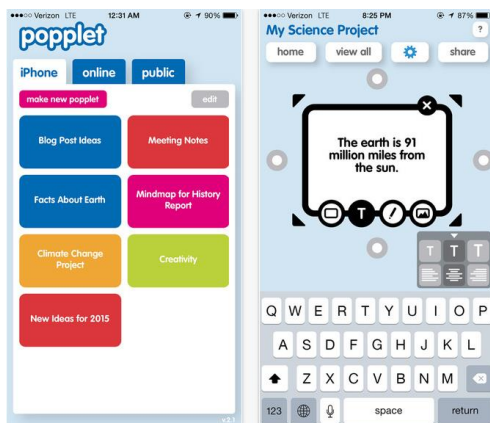 Verizon LTE 12:31 AM 90%
popplet
iPhone online public
make new popplet edit
Blog Post Ideas
Meeting Notes
Facts About Earth
Mindmap for History
Report
Climate Change
Project
Creativity
New Ideas for 2015
v.2.1
Verizon LTE 8:25 PM 87%
My Science Project ?
home view all share
The earth is 91
million miles from
the sun.
T
T T T
Q W E R T Y U I O P
A S D F G H J K L
Z X C V B N M
123 space return